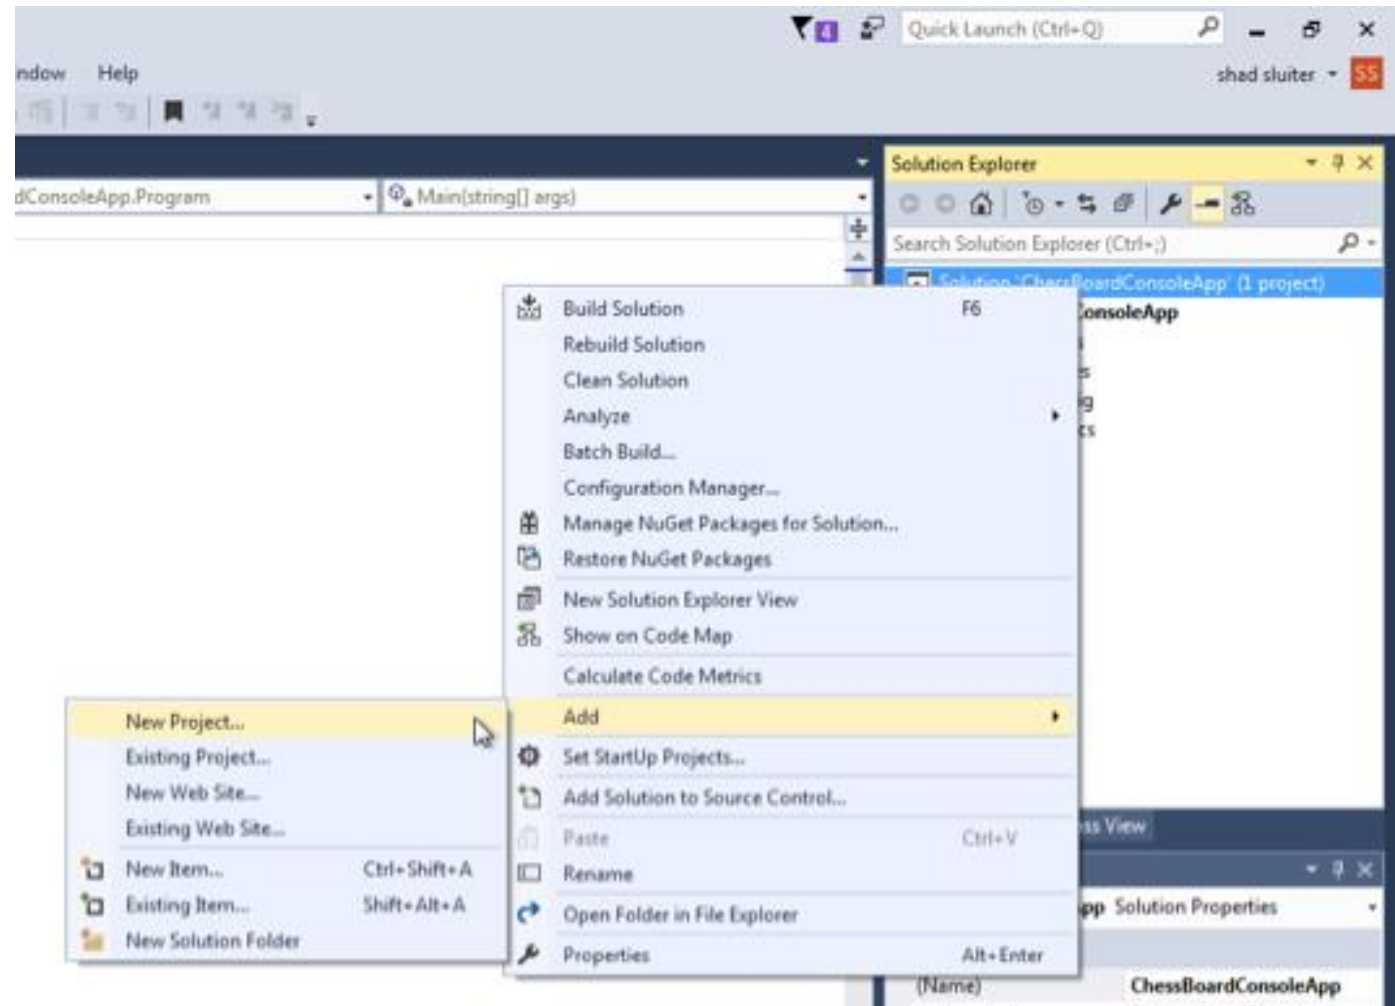 4
Quick Launch (Ctrl+Q)
ndow Help
shad sluiter SS
Solution Explorer
dConsoleApp.Program
Main(string[] args)
Search Solution Explorer (Ctrl+;)
Solution 'ChessBoardConsoleApp' (1 project)
ConsoleApp
s
g
cs
Build Solution F6
Rebuild Solution
Clean Solution
Analyze
Batch Build...
Configuration Manager...
Manage NuGet Packages for Solution...
Restore NuGet Packages
New Solution Explorer View
Show on Code Map
Calculate Code Metrics
Add
Set StartUp Projects...
Add Solution to Source Control...
Paste Ctrl+V
Rename
Open Folder in File Explorer
Properties Alt+Enter
New Project...
Existing Project...
New Web Site...
Existing Web Site...
New Item... Ctrl+Shift+A
Existing Item... Shift+Alt+A
New Solution Folder
ss View
pp Solution Properties
(Name) ChessBoardConsoleApp